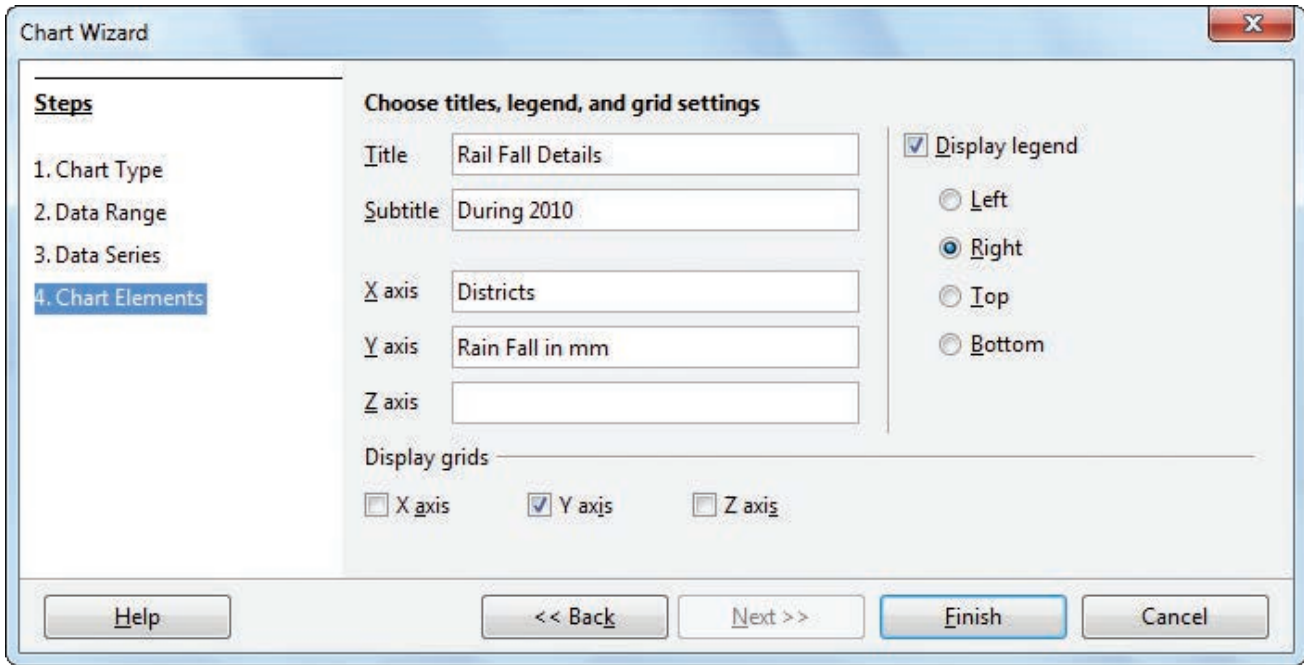 Chart Wizard
Steps
1. Chart Type
2. Data Range
3. Data Series
4. Chart Elements
Choose titles, legend, and grid settings
Title Rail Fall Details
Subtitle During 2010
X axis Districts
Y axis Rain Fall in mm
Z axis
Display legend
Left
Right
Top
Bottom
Display grids
X axis Y axis Z axis
Help << Back Next >> Finish Cancel